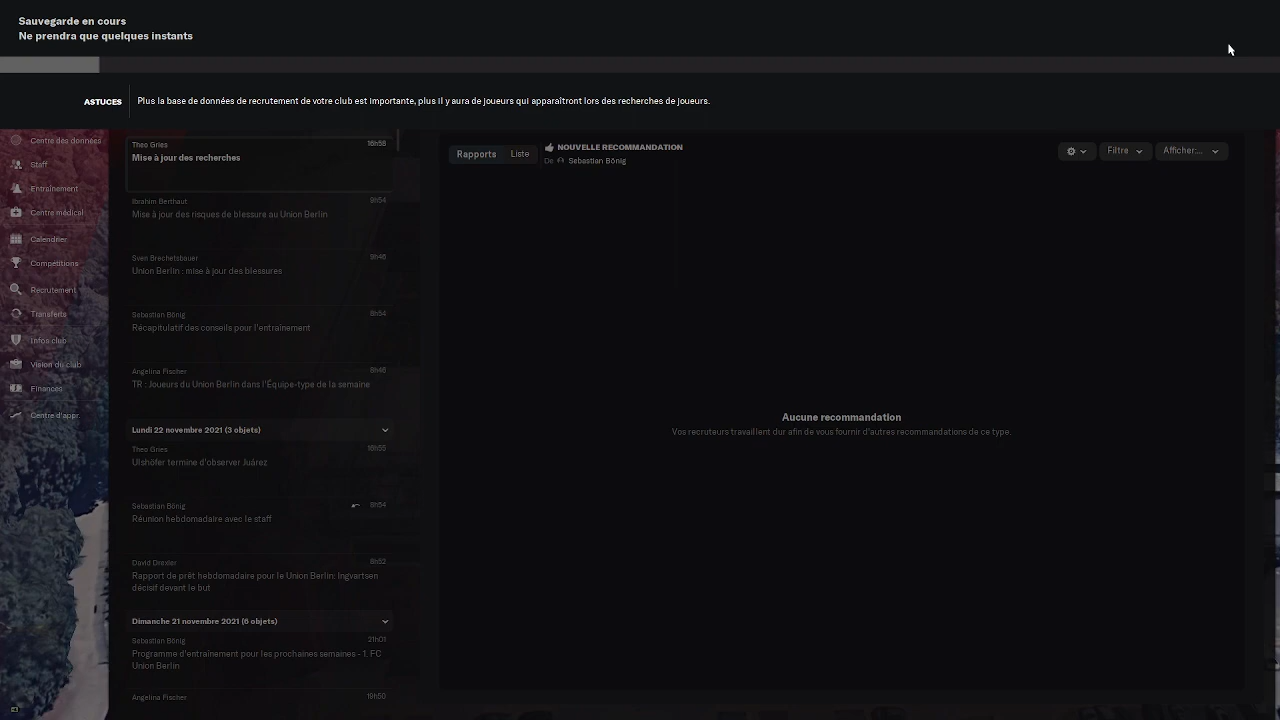 Sauvegarde en cours
Ne prendra que quelques instants
ASTUCES
Plus la base de données de recrutement de votre club est importante, plus il y aura de joueurs qui apparaîtront lors des recherches de joueurs.
Centre des données
Staff
Entraînement
Centre médical
Calendrier
Compétitions
Recrutement
Transferts
Infos club
Vision du club
Finances
Centre d'appr.
Theo Gries
16h56
Mise à jour des recherches
Ibrahim Berthaut
9h54
Mise à jour des risques de blessure au Union Berlin
Sven Brechetsbauer
Union Berlin : mise à jour des blessures
Sebastian Bönig
8h54
Récapitulatif des conseils pour l'entraînement
Angelina Fischer
8h46
TR : Joueurs du Union Berlin dans l'Équipe-type de la semaine
Lundi 22 novembre 2021 (3 objets)
Theo Gries
16h55
Ulshöfer termine d'observer Juárez
Sebastian Bönig
8h54
Réunion hebdomadaire avec le staff
David Drexler
8h52
Rapport de prêt hebdomadaire pour le Union Berlin: Ingvartsen
décisif devant le but
Dimanche 21 novembre 2021 (6 objets)
Sebastian Bönig
21h01
Programme d'entraînement pour les prochaines semaines - 1. FC
Union Berlin
Angelina Fischer
19h50
Rapports
Liste
NOUVELLE RECOMMANDATION
De Sebastian Bönig
Filtre
Afficher:...
Aucune recommandation
Vos recruteurs travaillent dur afin de vous fournir d'autres recommandations de ce type.